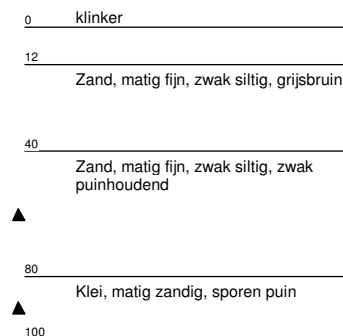 0 klinker
12
Zand, matig fijn, zwak siltig, grijsbruin
40
Zand, matig fijn, zwak siltig, zwak
puinhoudend
80
Klei, matig zandig, sporen puin
100